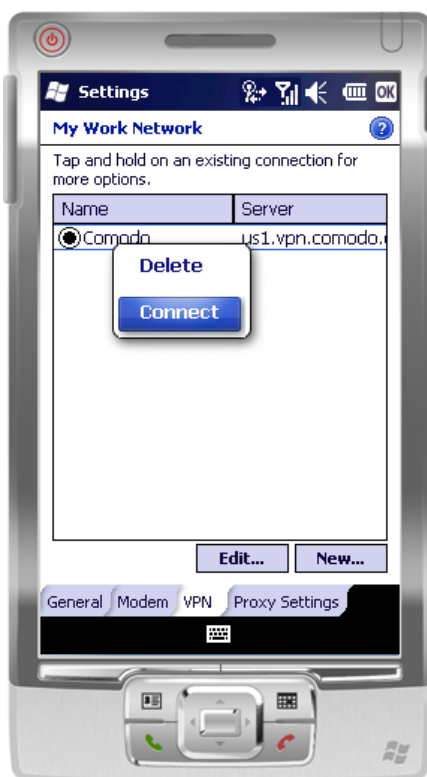 Settings
OK
My Work Network
?
Tap and hold on an existing connection for
more options.
Name Server
Comodo us1.vpn.comodo.
Delete
Connect
Edit... New...
General Modem VPN Proxy Settings